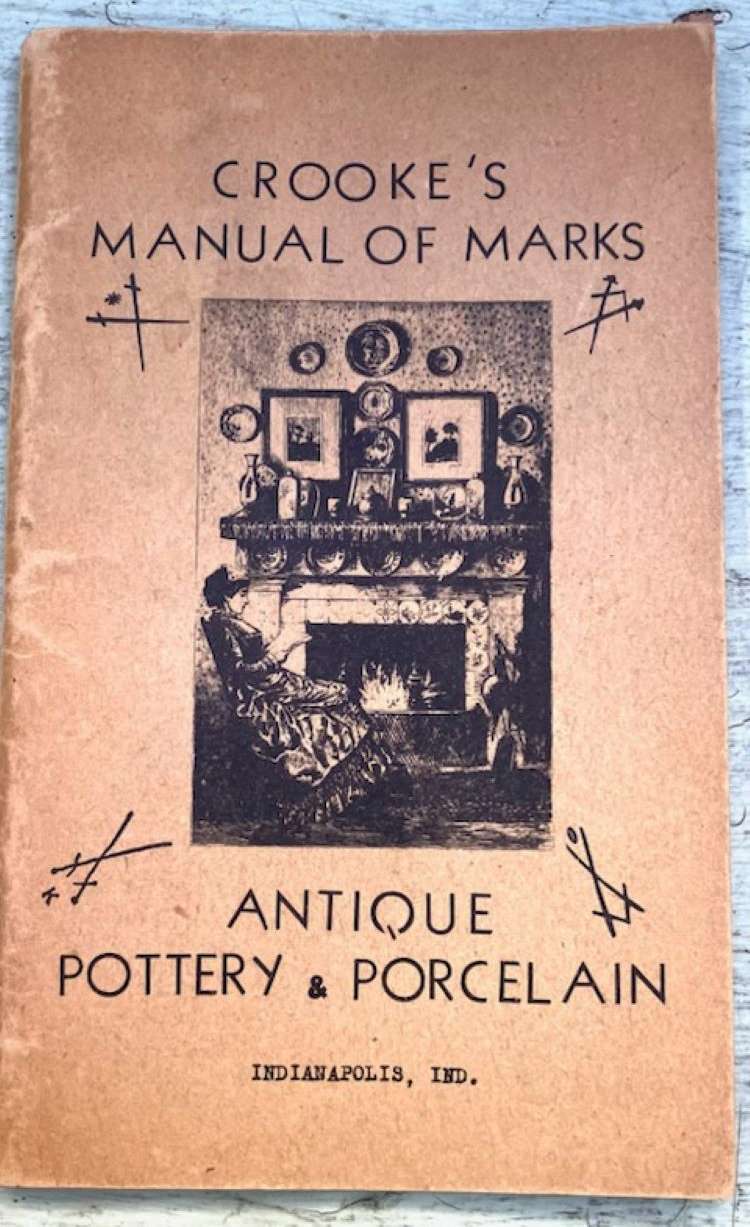 CROOKE'S
MANUAL OF MARKS
ANTIQUE
POTTERY & PORCELAIN
INDIANAPOLIS, IND.